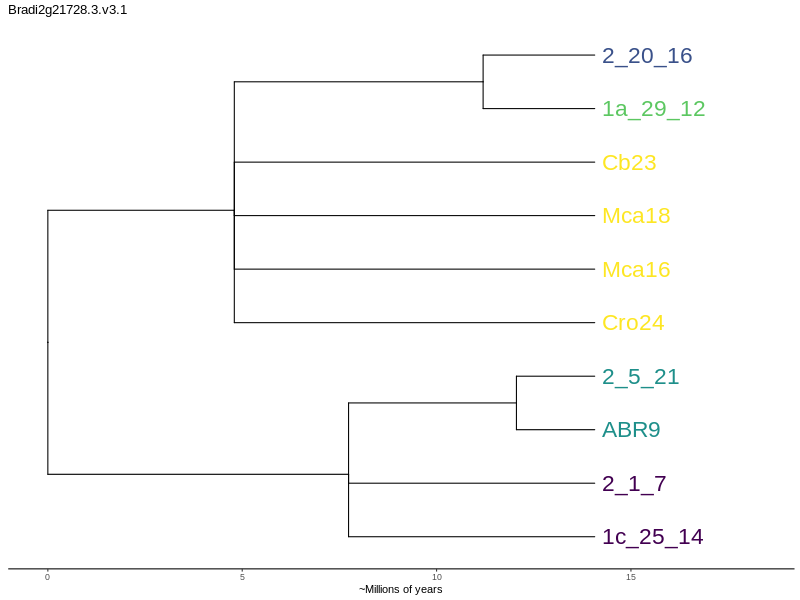 Bradi2g21728.3.v3.1
2_20_16
1a_29_12
Cb23
Mca18
Mca16
Cro24
2_5_21
ABR9
2_1_7
1c_25_14
0 5 10 15
~Millions of years